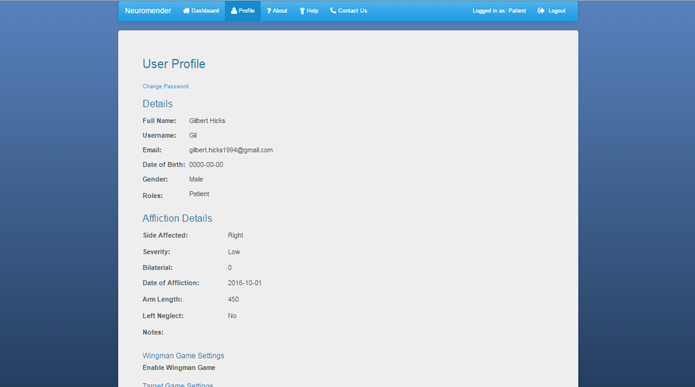 Neuromender Dashboard Profile About Help Contact Us Logged in as: Patient Logout
User Profile
Change Password
Details
Full Name: Gilbert Hicks
Username: Gil
Email: gilbert.hicks1994@gmail.com
Date of Birth: 0000-00-00
Gender: Male
Roles: Patient
Affliction Details
Side Affected: Right
Severity: Low
Bilaterial: 0
Date of Affliction: 2016-10-01
Arm Length: 450
Left Neglect: No
Notes:
Wingman Game Settings
Enable Wingman Game
Target Game Settings